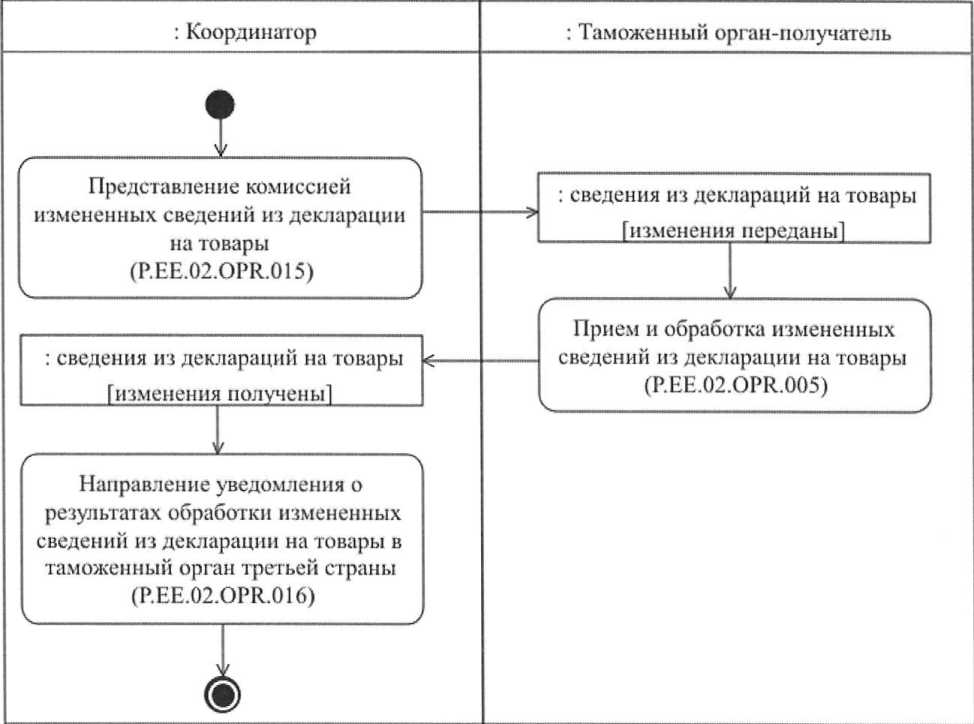 : Координатор
: Таможенный орган-получатель
Представление комиссией
измененных сведений из декларации
на товары
(P.EE.02.OPR.015)
: сведения из деклараций на товары
[изменения переданы]
Прием и обработка измененных
сведений из декларации на товары
(P.EE.02.OPR.005)
: сведения из деклараций на товары
[изменения получены]
Направление уведомления о
результатах обработки измененных
сведений из декларации на товары в
таможенный орган третьей страны
(P.EE.02.OPR.016)